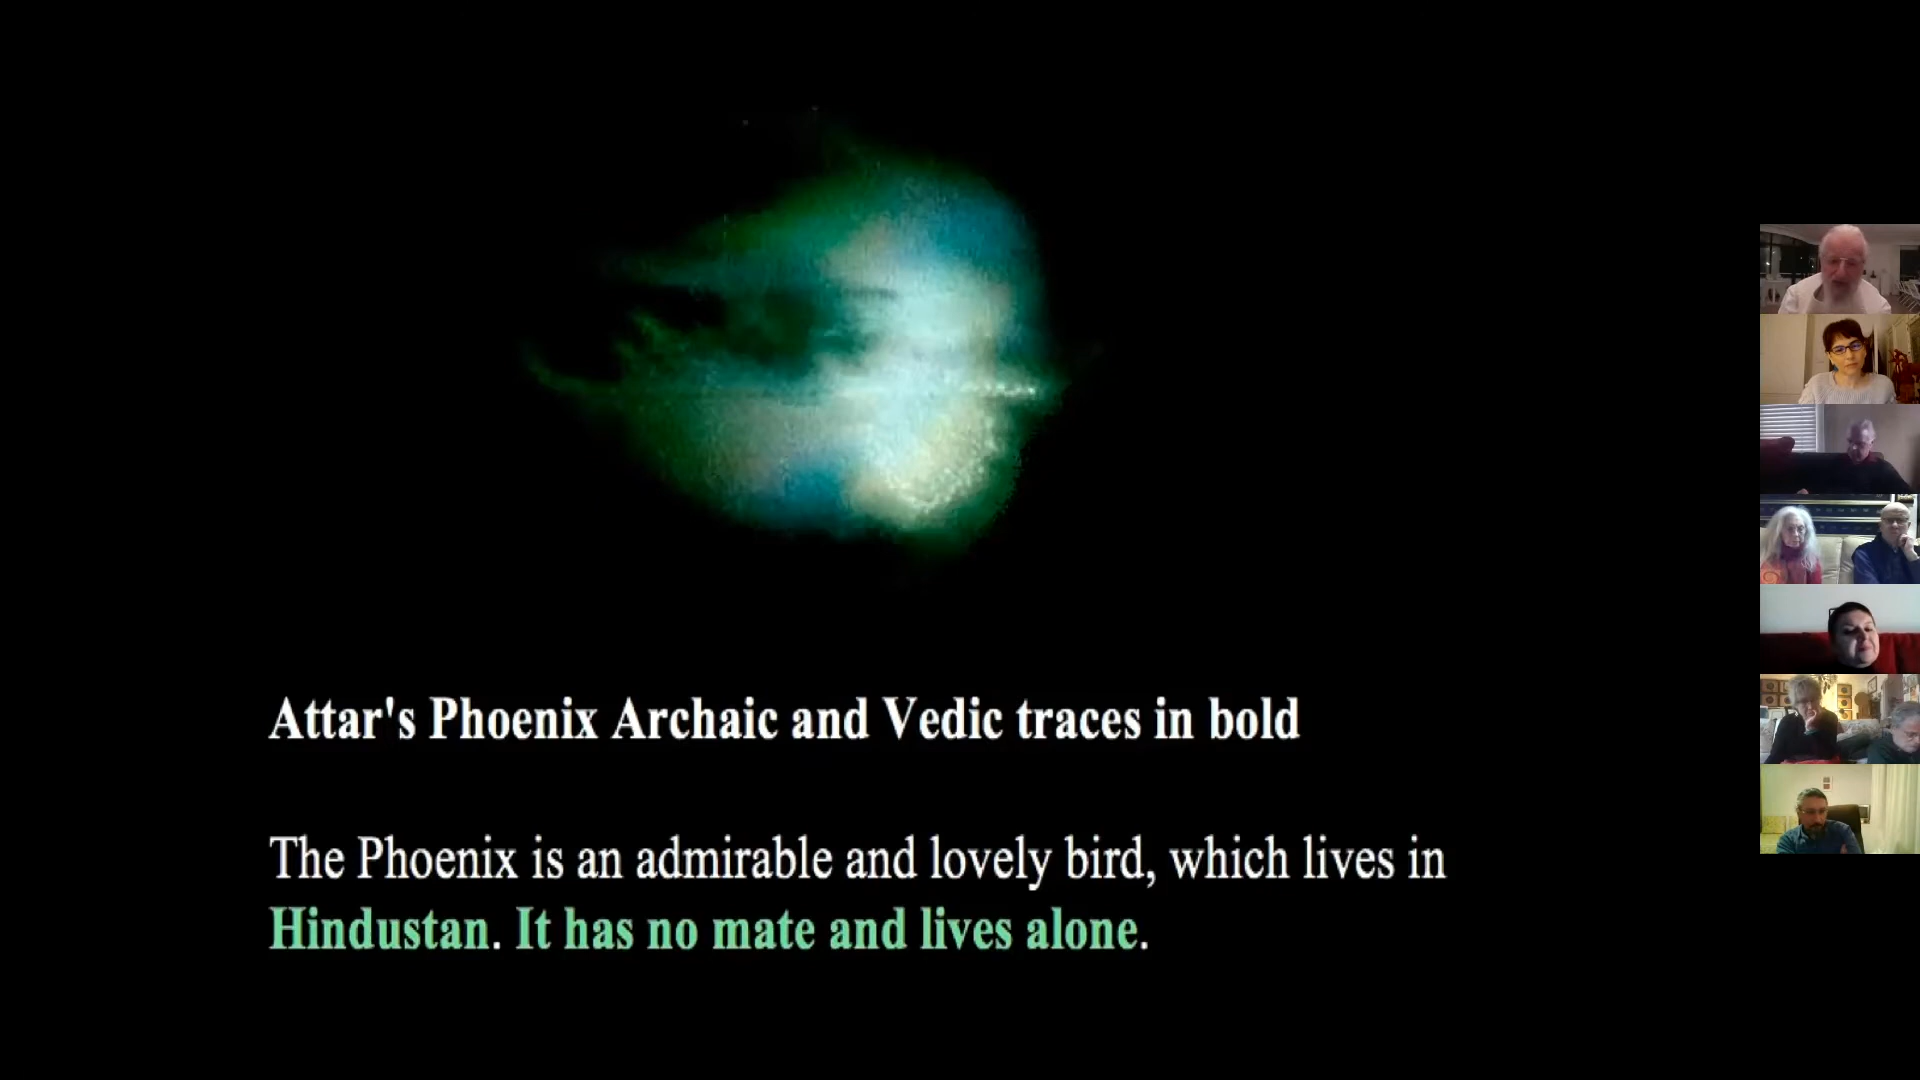 Attar's Phoenix Archaic and Vedic traces in bold
The Phoenix is an admirable and lovely bird, which lives in
Hindustan. It has no mate and lives alone.